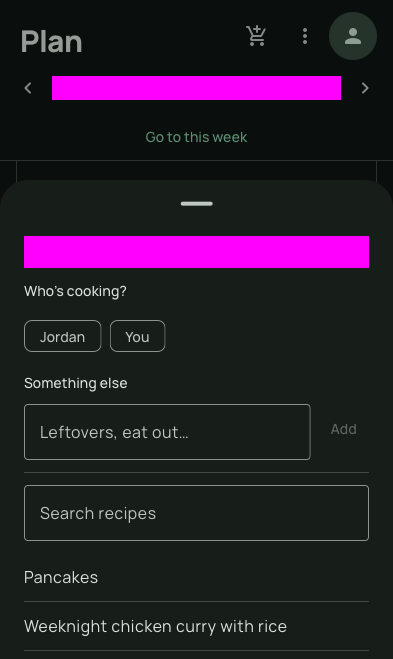 Plan
Go to this week
Who's cooking?
Jordan
You
Something else
Leftovers, eat out…
Add
Search recipes
Pancakes
Weeknight chicken curry with rice